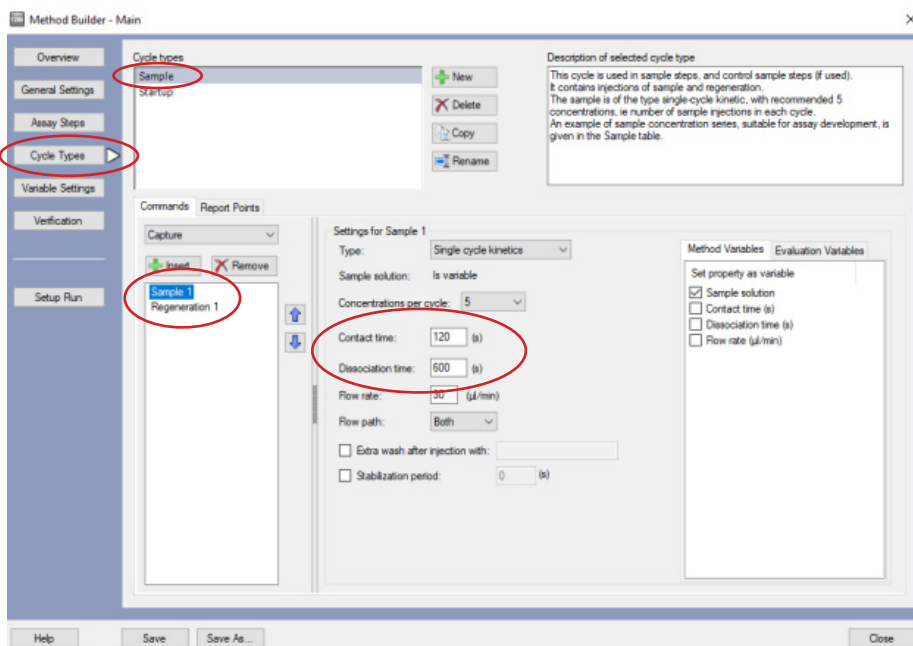 Method Builder - Main
Overview
General Settings
Assay Steps
Cycle Types
Variable Settings
Verification
Setup Run
Cycle types
Sample
Startup
New
Delete
Copy
Rename
Description of selected cycle type
This cycle is used in sample steps, and control sample steps (if used).
It contains injections of sample and regeneration.
The sample is of the type single-cycle kinetic, with recommended 5
concentrations, ie number of sample injections in each cycle.
An example of sample concentration series, suitable for assay development, is
given in the Sample table.
Commands Report Points
Capture
Insert Remove
Sample 1
Regeneration 1
Settings for Sample 1
Type: Single cycle kinetics
Sample solution: Is variable
Concentrations per cycle: 5
Contact time: 120 (s)
Dissociation time: 600 (s)
Flow rate: 30 (µl/min)
Flow path: Both
Extra wash after injection with:
Stabilization period: 0 (s)
Method Variables Evaluation Variables
Set property as variable
Sample solution
Contact time (s)
Dissociation time (s)
Flow rate (µl/min)
Help Save Save As... Close